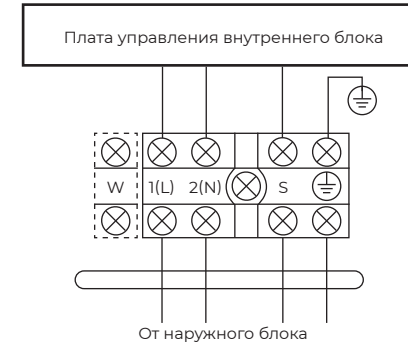 Плата управления внутреннего блока
W 1(L) 2(N) S
От наружного блока